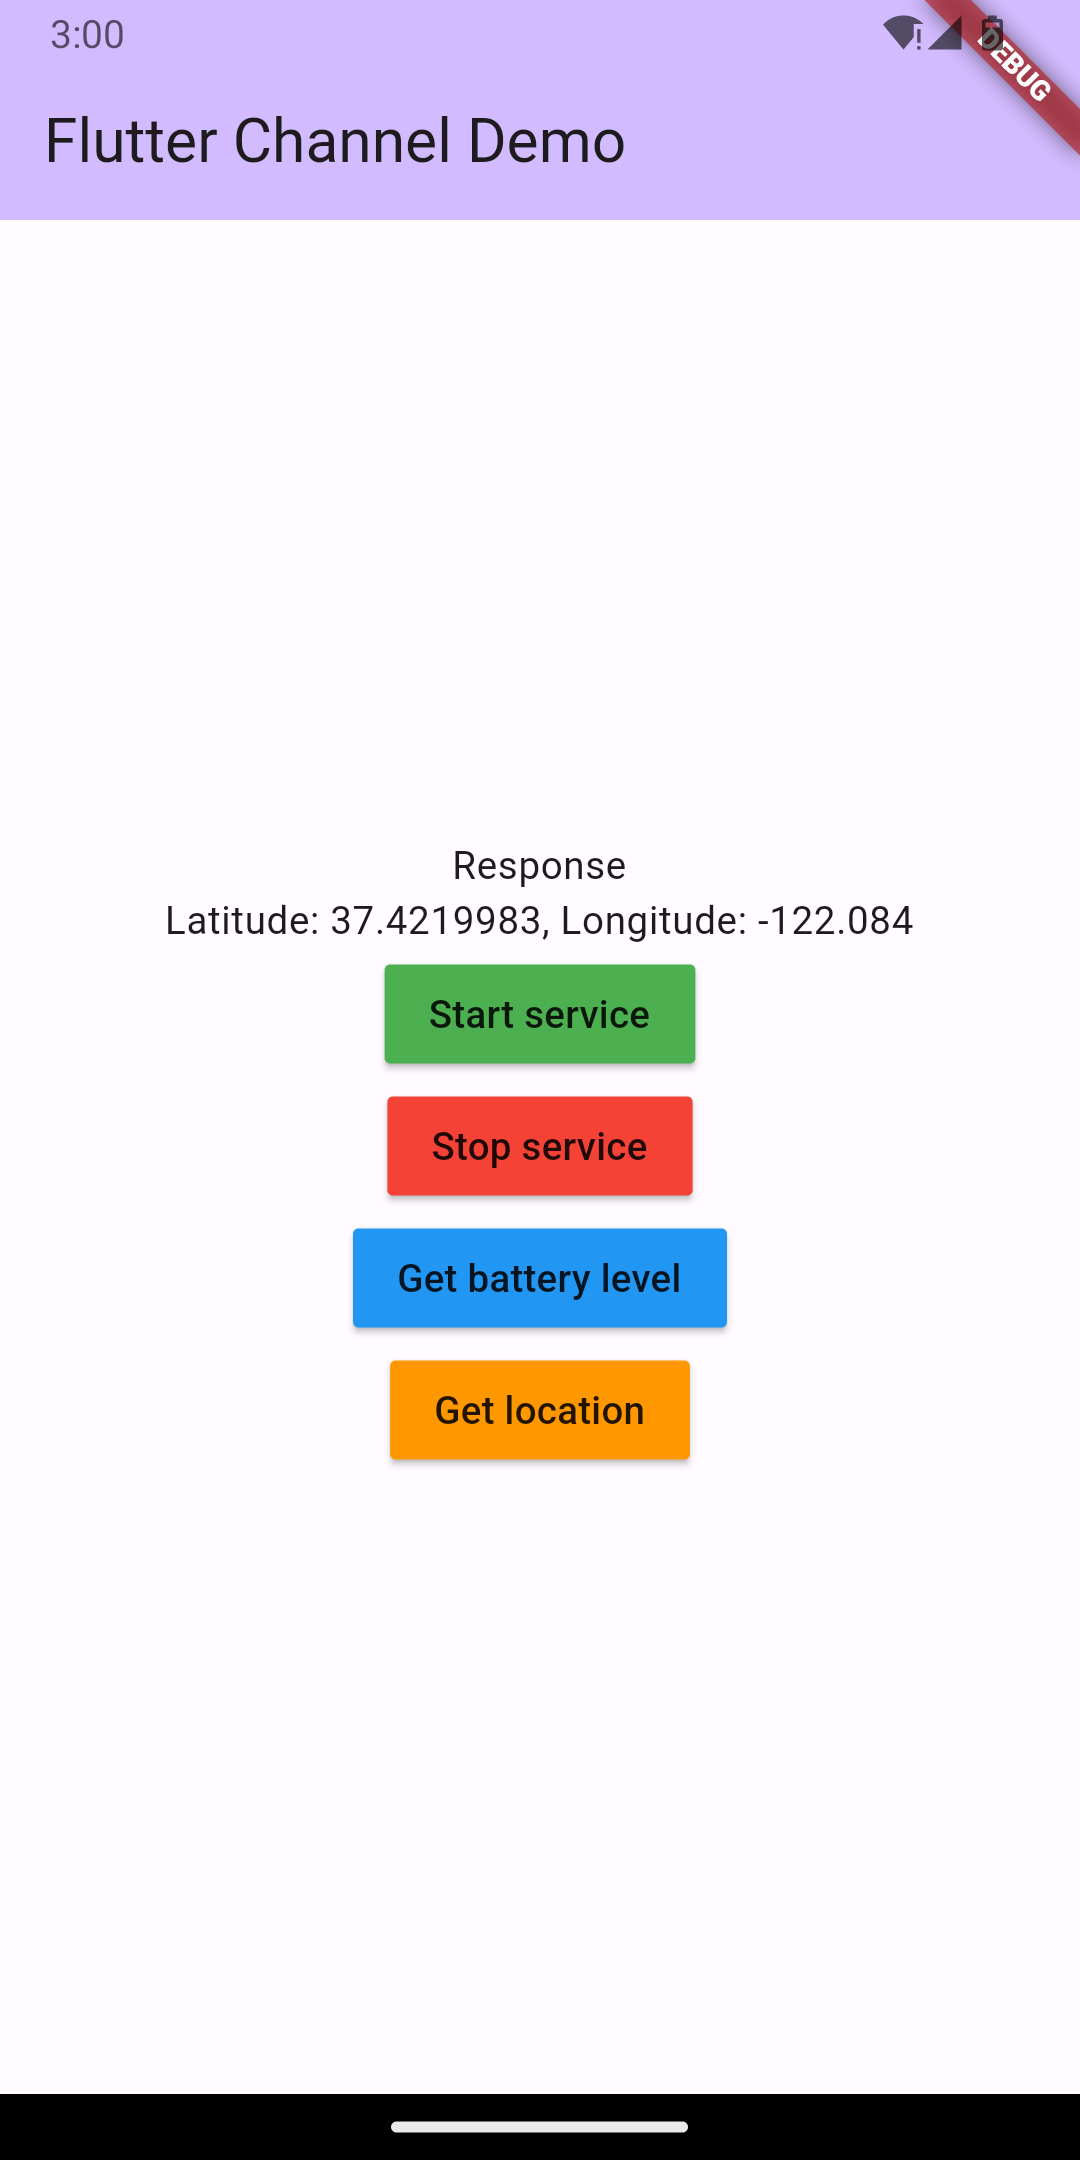 3:00
DEBUG
Flutter Channel Demo
Response
Latitude: 37.4219983, Longitude: -122.084
Start service
Stop service
Get battery level
Get location